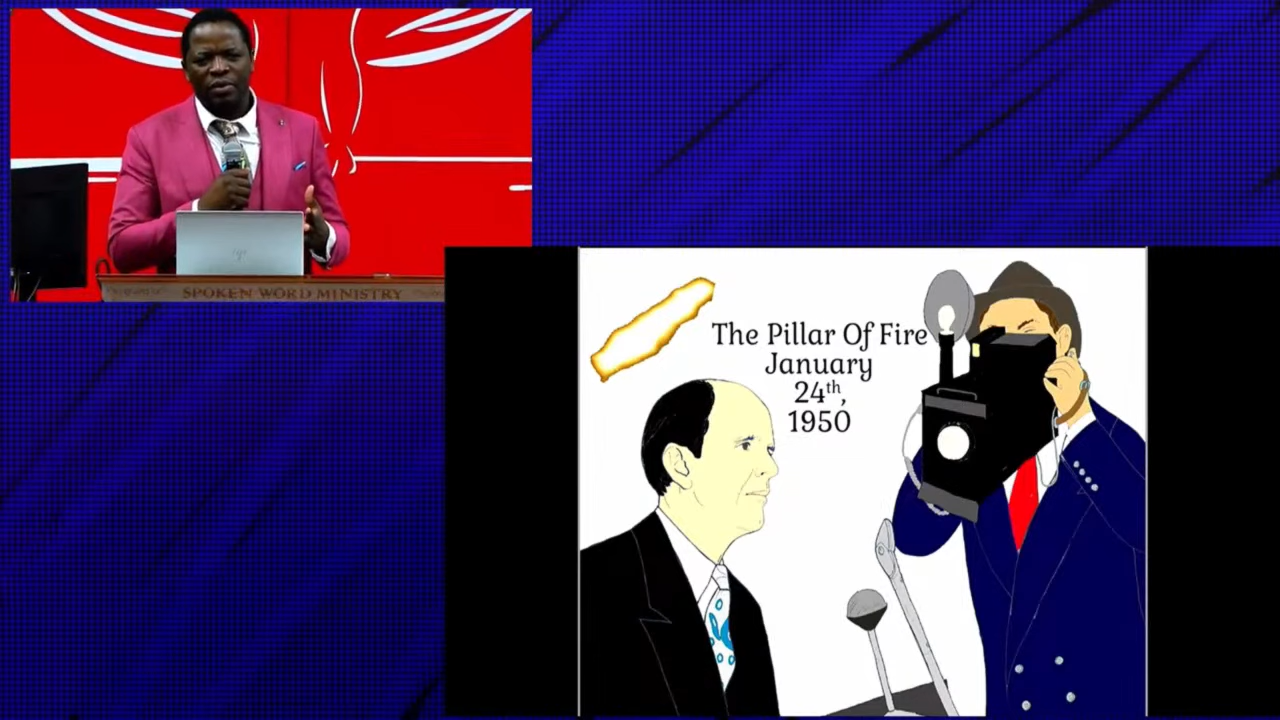 SPOKEN WORD MINISTRY
The Pillar Of Fire
January
24th,
1950